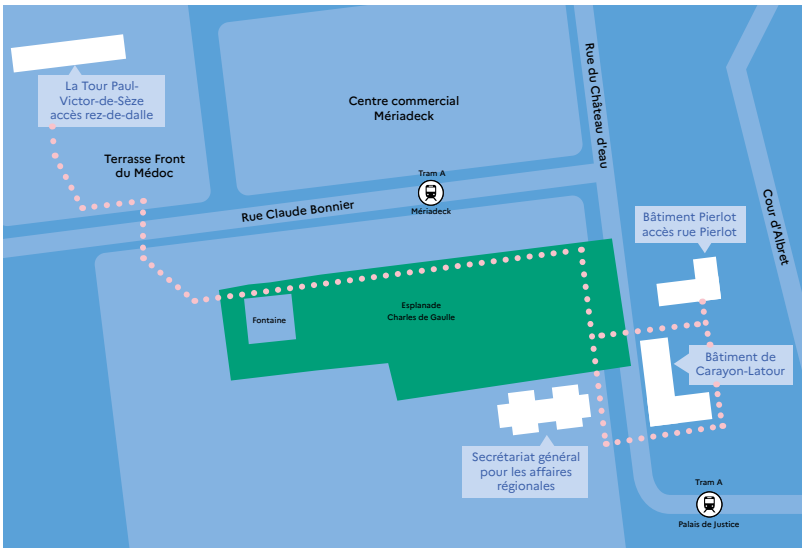 La Tour Paul-
Victor-de-Sèze
accès rez-de-dalle
Terrasse Front
du Médoc
Centre commercial
Mériadeck
Rue du Château d'eau
Tram A
Mériadeck
Rue Claude Bonnier
Cour d'Albret
Bâtiment Pierlot
accès rue Pierlot
Fontaine
Esplanade
Charles de Gaulle
Bâtiment de
Carayon-Latour
Secrétariat général
pour les affaires
régionales
Tram A
Palais de Justice